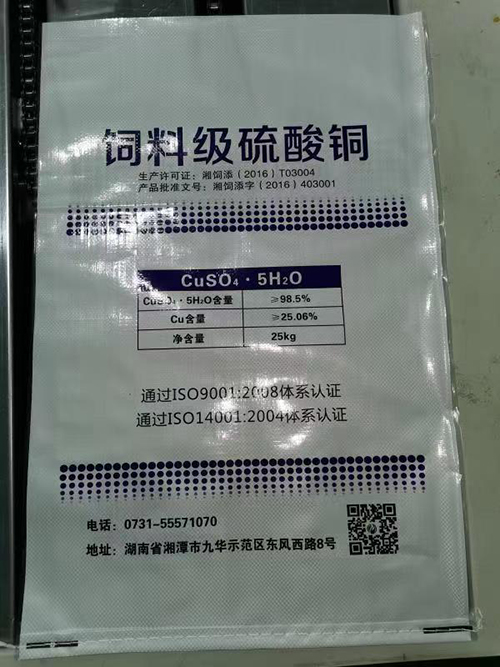 饲料级硫酸铜
生产许可证：湘饲添（2016）T03004
产品批准文号：湘饲添字（2016）403001
CuSO₄·5H₂O
CuSO₄·5H₂O含量 ≥98.5%
Cu含量 ≥25.06%
净含量 25kg
通过ISO9001:2008体系认证
通过ISO14001:2004体系认证
电话：0731-55571070
地址：湖南省湘潭市九华示范区东风西路8号